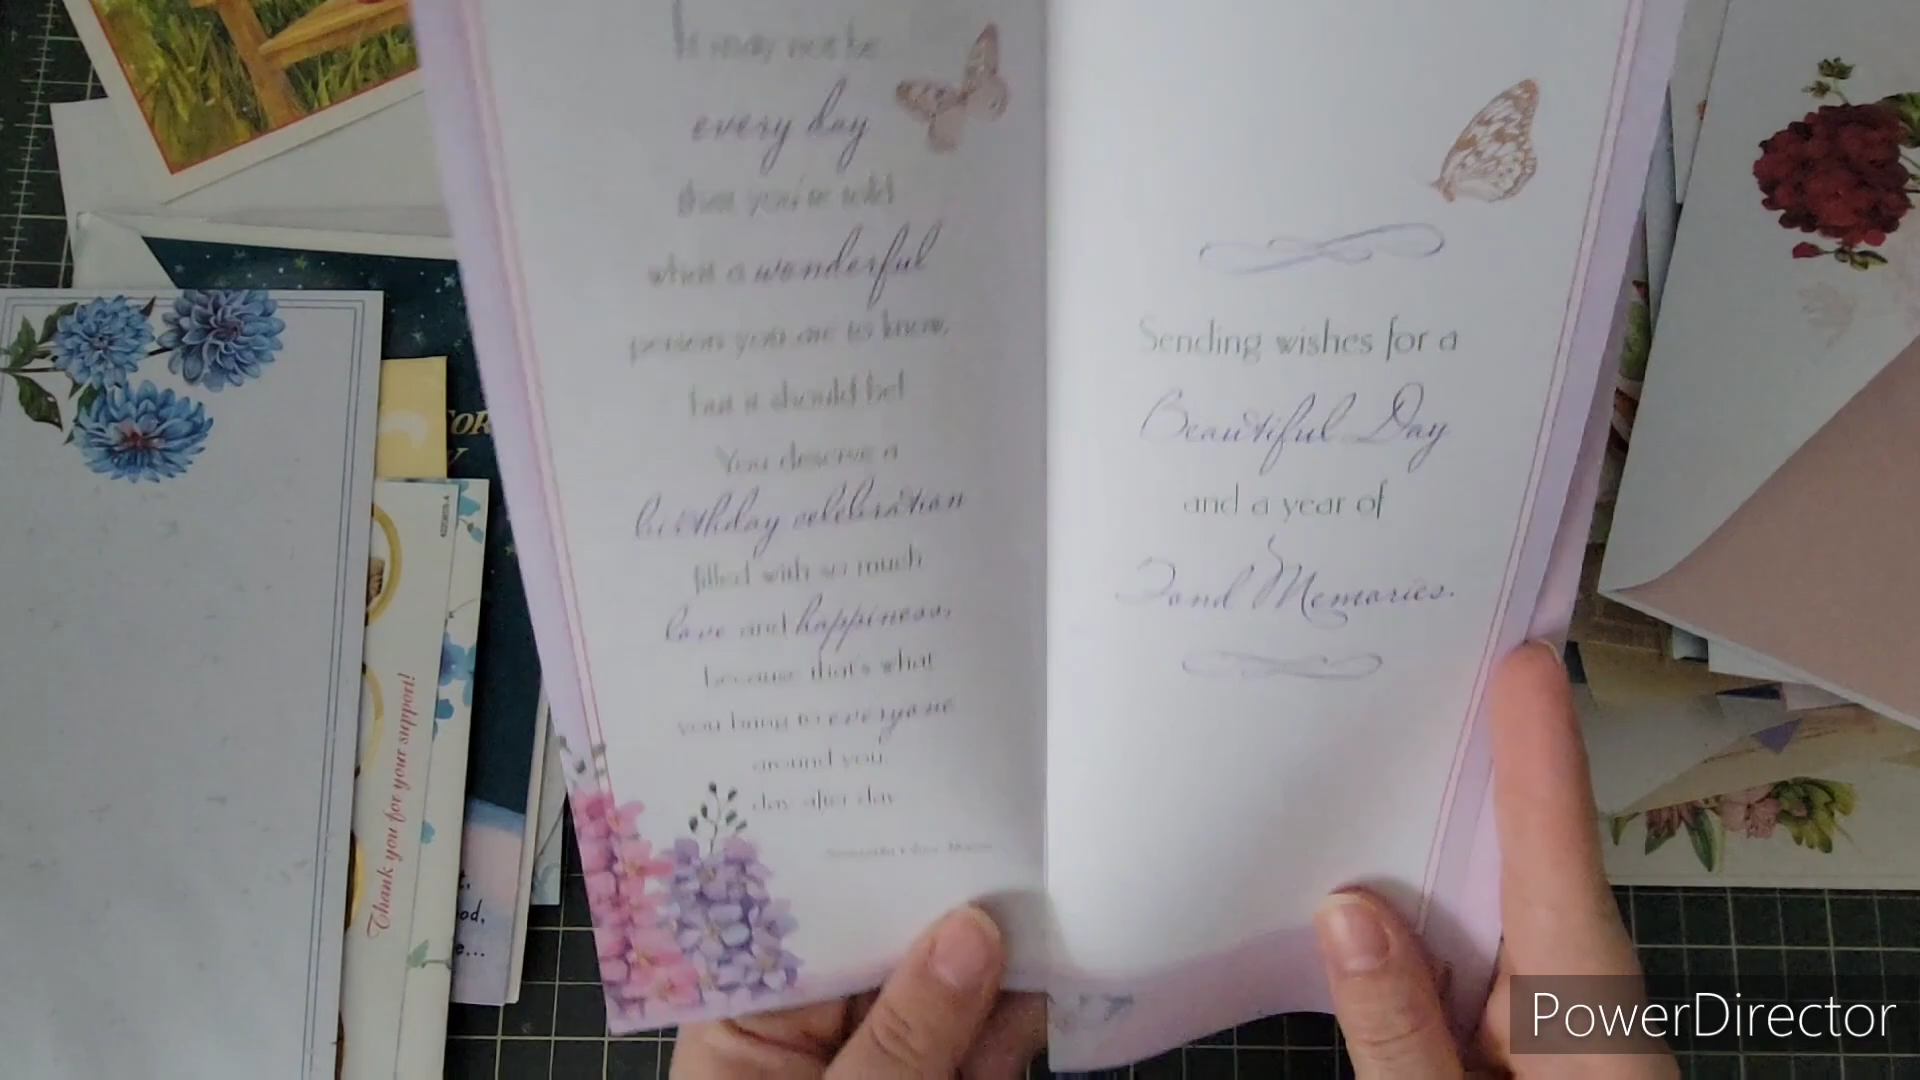 It may not be
every day
that you're told
what a wonderful
person you are to know,
but it should be!
You deserve a
birthday celebration
filled with so much
love and happiness,
because that's what
you bring to everyone
around you,
day after day
Sending wishes for a
Beautiful Day
and a year of
Fond Memories.
Thank you for your support!
FOR
Y
od,
e...
PowerDirector